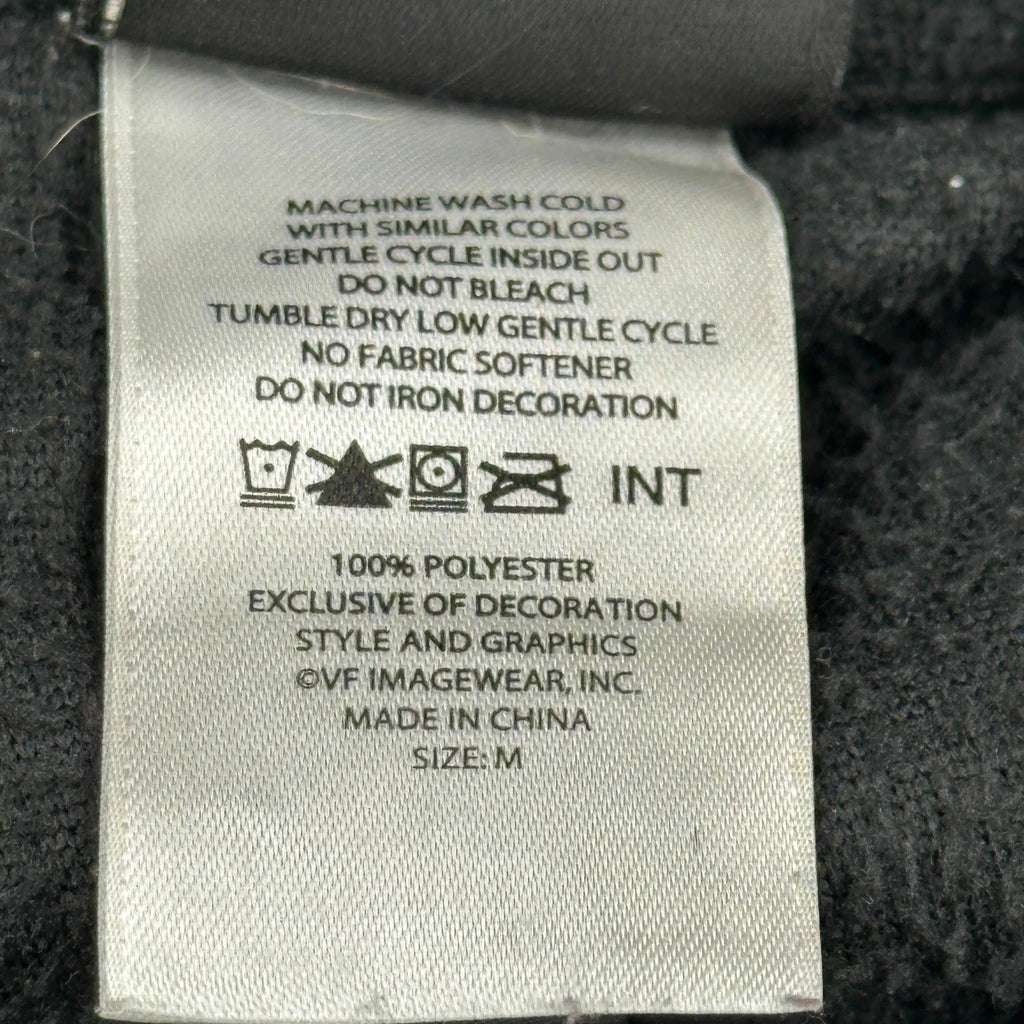 MACHINE WASH COLD
WITH SIMILAR COLORS
GENTLE CYCLE INSIDE OUT
DO NOT BLEACH
TUMBLE DRY LOW GENTLE CYCLE
NO FABRIC SOFTENER
DO NOT IRON DECORATION
INT
100% POLYESTER
EXCLUSIVE OF DECORATION
STYLE AND GRAPHICS
©VF IMAGEWEAR, INC.
MADE IN CHINA
SIZE: M